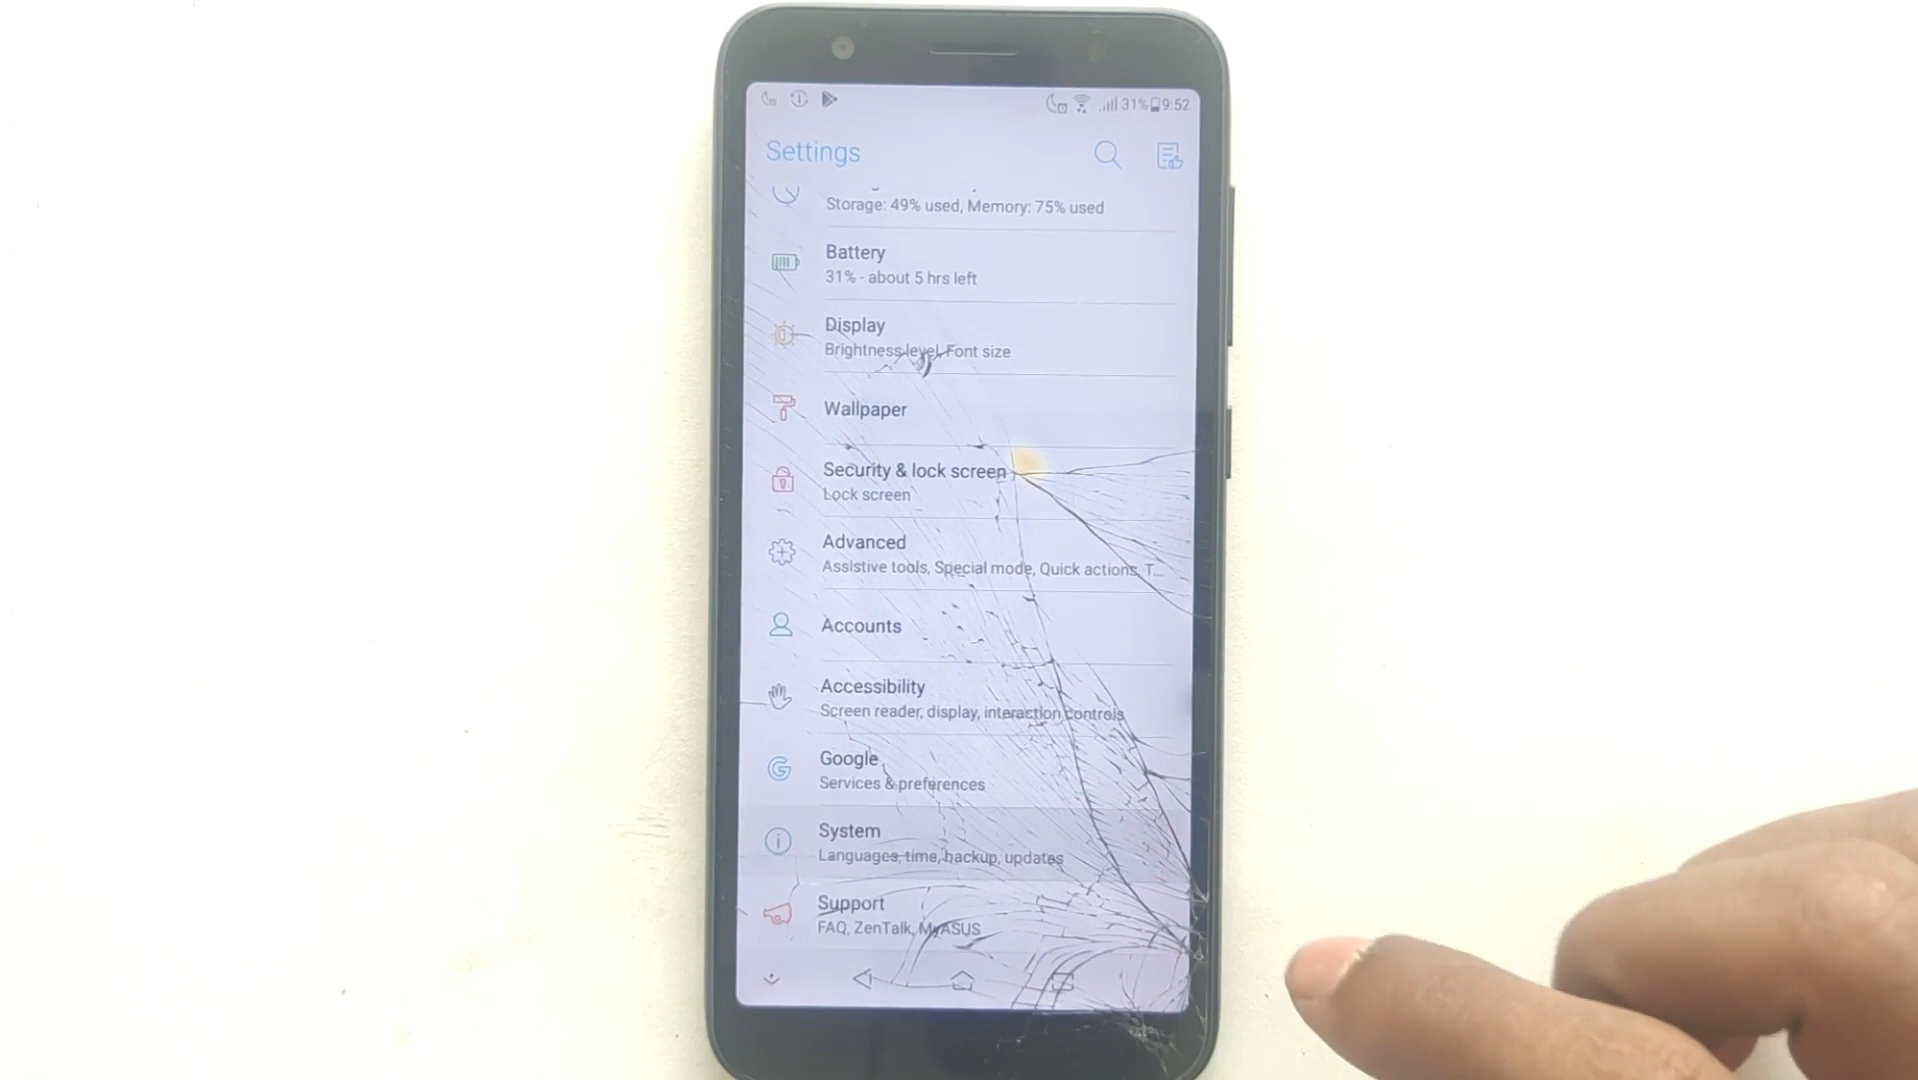 31% 9:52
Settings
Storage: 49% used, Memory: 75% used
Battery
31% - about 5 hrs left
Display
Brightness level, Font size
Wallpaper
Security & lock screen
Lock screen
Advanced
Assistive tools, Special mode, Quick actions, T...
Accounts
Accessibility
Screen reader, display, interaction controls
Google
Services & preferences
System
Languages, time, backup, updates
Support
FAQ, ZenTalk, MyASUS